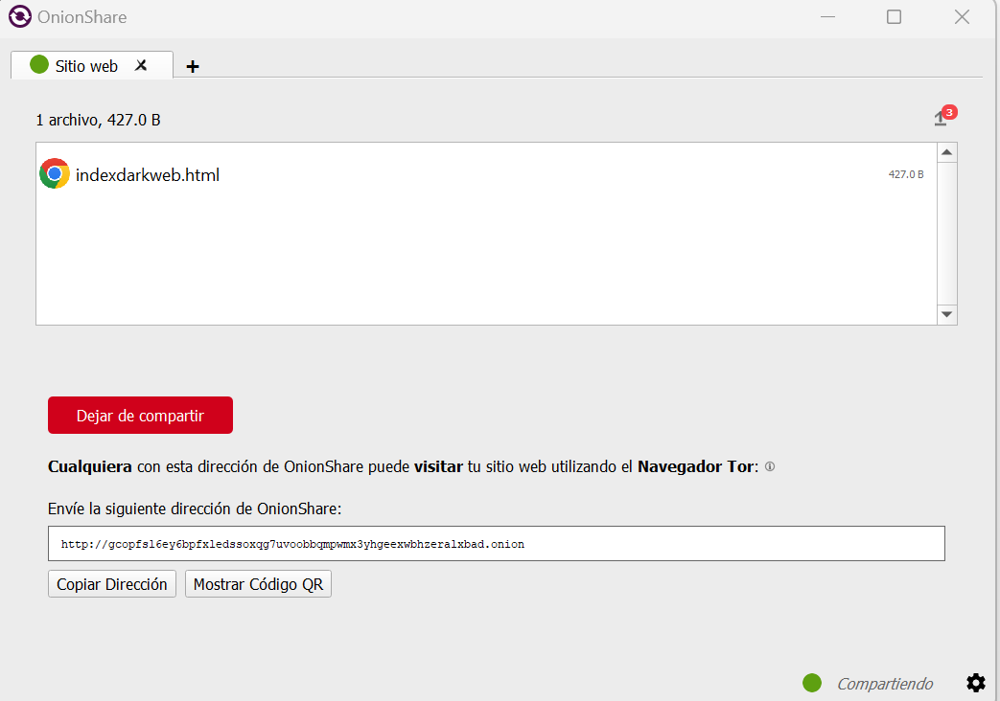 OnionShare
Sitio web
1 archivo, 427.0 B
3
indexdarkweb.html
427.0 B
Dejar de compartir
Cualquiera con esta dirección de OnionShare puede visitar tu sitio web utilizando el Navegador Tor:
Envíe la siguiente dirección de OnionShare:
http://gcopfsl6ey6bpfxledssoxqg7uvoobbqmpwmx3yhgeexwbhzeralxbad.onion
Copiar Dirección Mostrar Código QR
Compartiendo